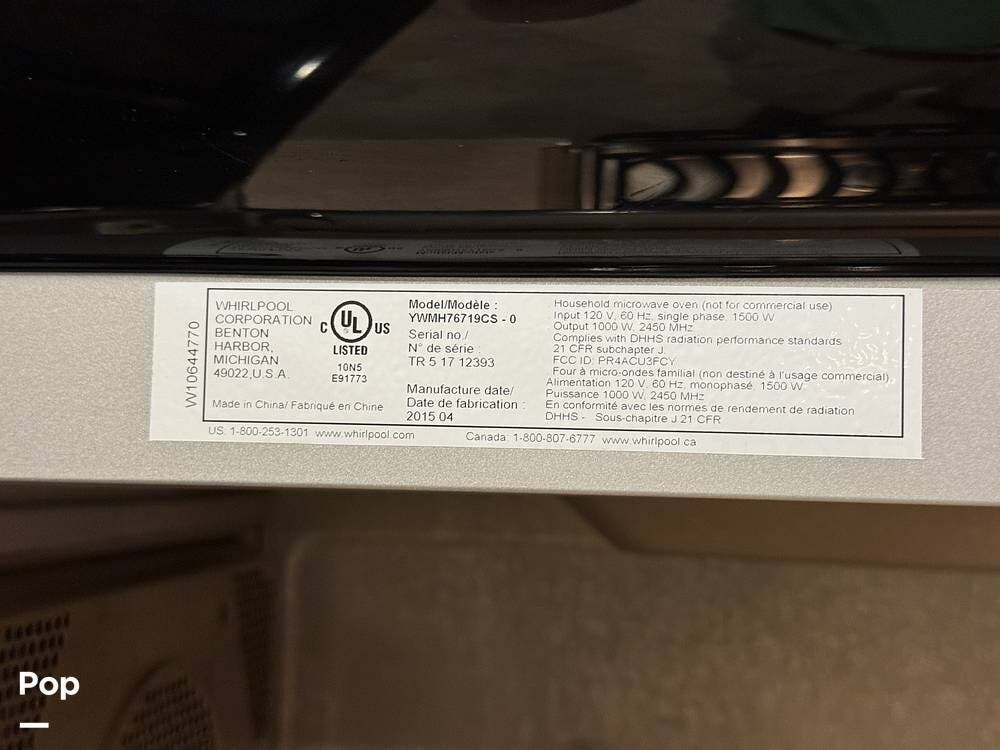 W10644770
WHIRLPOOL
CORPORATION
BENTON
HARBOR,
MICHIGAN
49022,U.S.A.
C UL US
LISTED
10N5
E91773
Made in China/ Fabriqué en Chine
Model/Modèle :
YWMH76719CS - 0
Serial no./
N° de série :
TR 5 17 12393
Manufacture date/
Date de fabrication :
2015 04
Household microwave oven (not for commercial use)
Input 120 V, 60 Hz, single phase, 1500 W
Output 1000 W, 2450 MHz
Complies with DHHS radiation performance standards
21 CFR subchapter J.
FCC ID: PR4ACU3FCY
Four à micro-ondes familial (non destiné à l'usage commercial)
Alimentation 120 V, 60 Hz, monophasé 1500 W
Puissance 1000 W, 2450 MHz
En conformité avec les normes de rendement de radiation
DHHS - Sous-chapitre J 21 CFR
US: 1-800-253-1301 www.whirlpool.com
Canada: 1-800-807-6777 www.whirlpool.ca
Pop